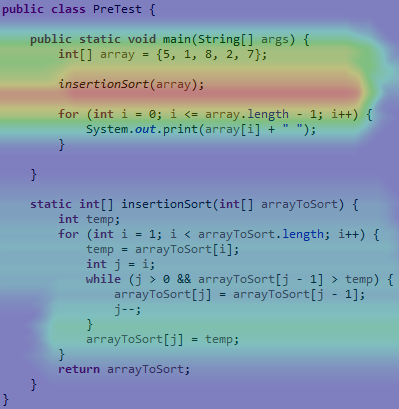 public class PreTest {
public static void main(String[] args) {
int[] array = {5, 1, 8, 2, 7};
insertionSort(array);
for (int i = 0; i <= array.length - 1; i++) {
System.out.print(array[i] + " ");
}
}
static int[] insertionSort(int[] arrayToSort) {
int temp;
for (int i = 1; i < arrayToSort.length; i++) {
temp = arrayToSort[i];
int j = i;
while (j > 0 && arrayToSort[j - 1] > temp) {
arrayToSort[j] = arrayToSort[j - 1];
j--;
}
arrayToSort[j] = temp;
}
return arrayToSort;
}
}